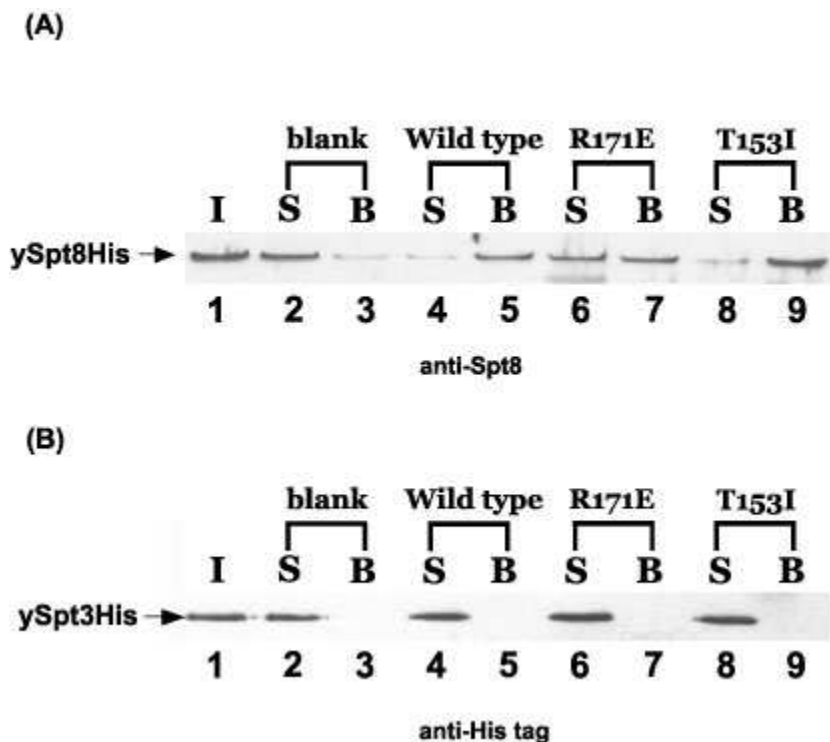 (A)
blank Wild type R171E T153I
I S B S B S B S B
ySpt8His
1 2 3 4 5 6 7 8 9
anti-Spt8
(B)
blank Wild type R171E T153I
I S B S B S B S B
ySpt3His
1 2 3 4 5 6 7 8 9
anti-His tag